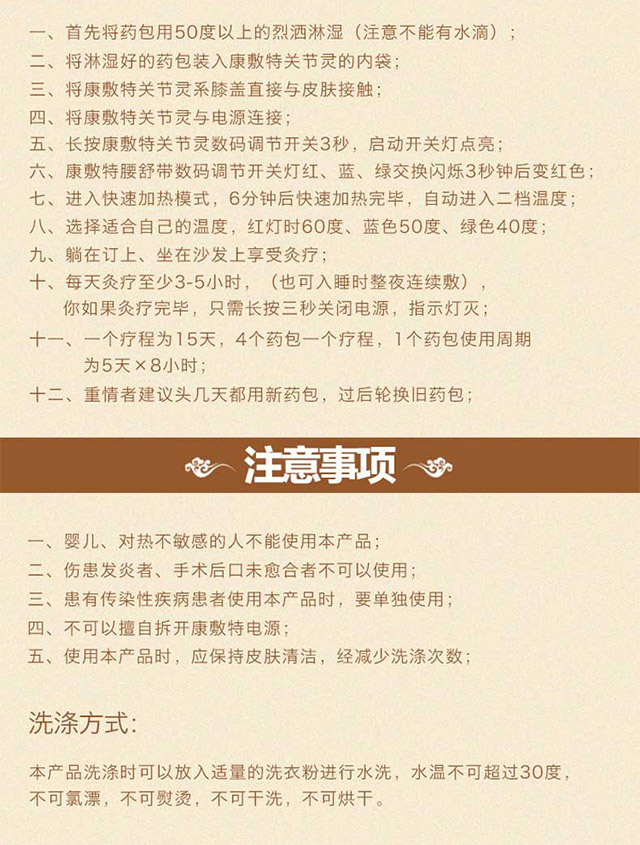 一、首先将药包用50度以上的烈洒淋湿（注意不能有水滴）；
二、将淋湿好的药包装入康敷特关节灵的内袋；
三、将康敷特关节灵系膝盖直接与皮肤接触；
四、将康敷特关节灵与电源连接；
五、长按康敷特关节灵数码调节开关3秒，启动开关灯点亮；
六、康敷特腰舒带数码调节开关灯红、蓝、绿交换闪烁3秒钟后变红色；
七、进入快速加热模式，6分钟后快速加热完毕，自动进入二档温度；
八、选择适合自己的温度，红灯时60度、蓝色50度、绿色40度；
九、躺在订上、坐在沙发上享受灸疗；
十、每天灸疗至少3-5小时，（也可入睡时整夜连续敷），
你如果灸疗完毕，只需长按三秒关闭电源，指示灯灭；
十一、一个疗程为15天，4个药包一个疗程，1个药包使用周期
为5天×8小时；
十二、重情者建议头几天都用新药包，过后轮换旧药包；
注意事项
一、婴儿、对热不敏感的人不能使用本产品；
二、伤患发炎者、手术后口未愈合者不可以使用；
三、患有传染性疾病患者使用本产品时，要单独使用；
四、不可以擅自拆开康敷特电源；
五、使用本产品时，应保持皮肤清洁，经减少洗涤次数；
洗涤方式：
本产品洗涤时可以放入适量的洗衣粉进行水洗，水温不可超过30度，
不可氯漂，不可熨烫，不可干洗，不可烘干。